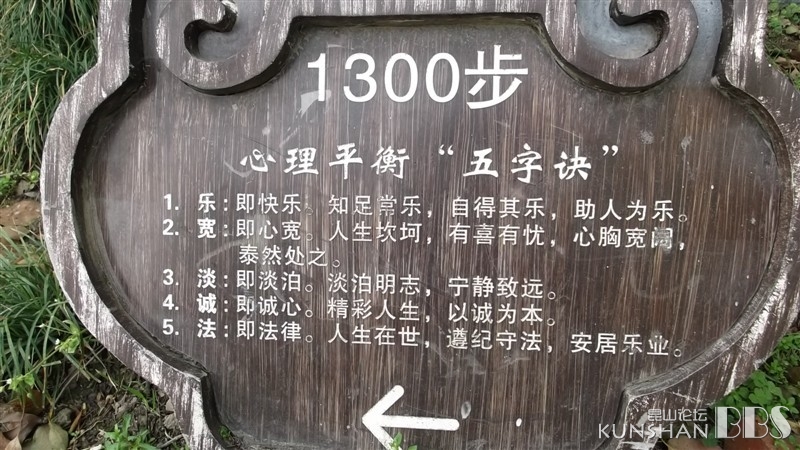 1300步
心理平衡“五字诀”
1. 乐：即快乐。知足常乐，自得其乐，助人为乐。
2. 宽：即心宽。人生坎坷，有喜有忧，心胸宽阔，
泰然处之。
3. 淡：即淡泊。淡泊明志，宁静致远。
4. 诚：即诚心。精彩人生，以诚为本。
5. 法：即法律。人生在世，遵纪守法，安居乐业。
昆山论坛
KUNSHAN BBS